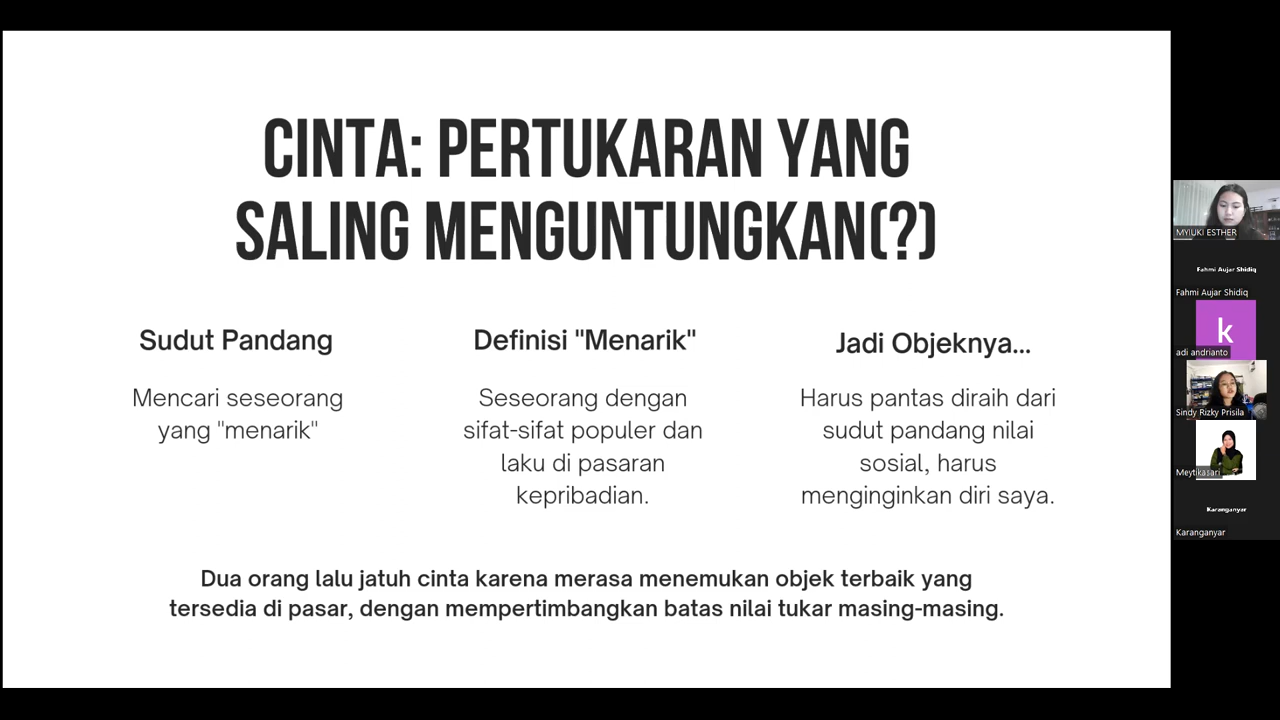 CINTA: PERTUKARAN YANG
SALING MENGUNTUNGKAN(?)
Sudut Pandang
Mencari seseorang
yang "menarik"
Definisi "Menarik"
Seseorang dengan
sifat-sifat populer dan
laku di pasaran
kepribadian.
Jadi Objeknya...
Harus pantas diraih dari
sudut pandang nilai
sosial, harus
menginginkan diri saya.
Dua orang lalu jatuh cinta karena merasa menemukan objek terbaik yang
tersedia di pasar, dengan mempertimbangkan batas nilai tukar masing-masing.
MYIUKI ESTHER
Fahmi Aujar Shidiq
Fahmi Aujar Shidiq
k
adi andrianto
Sindy Rizky Prisila
Meytikasari
Karanganyar
Karanganyar